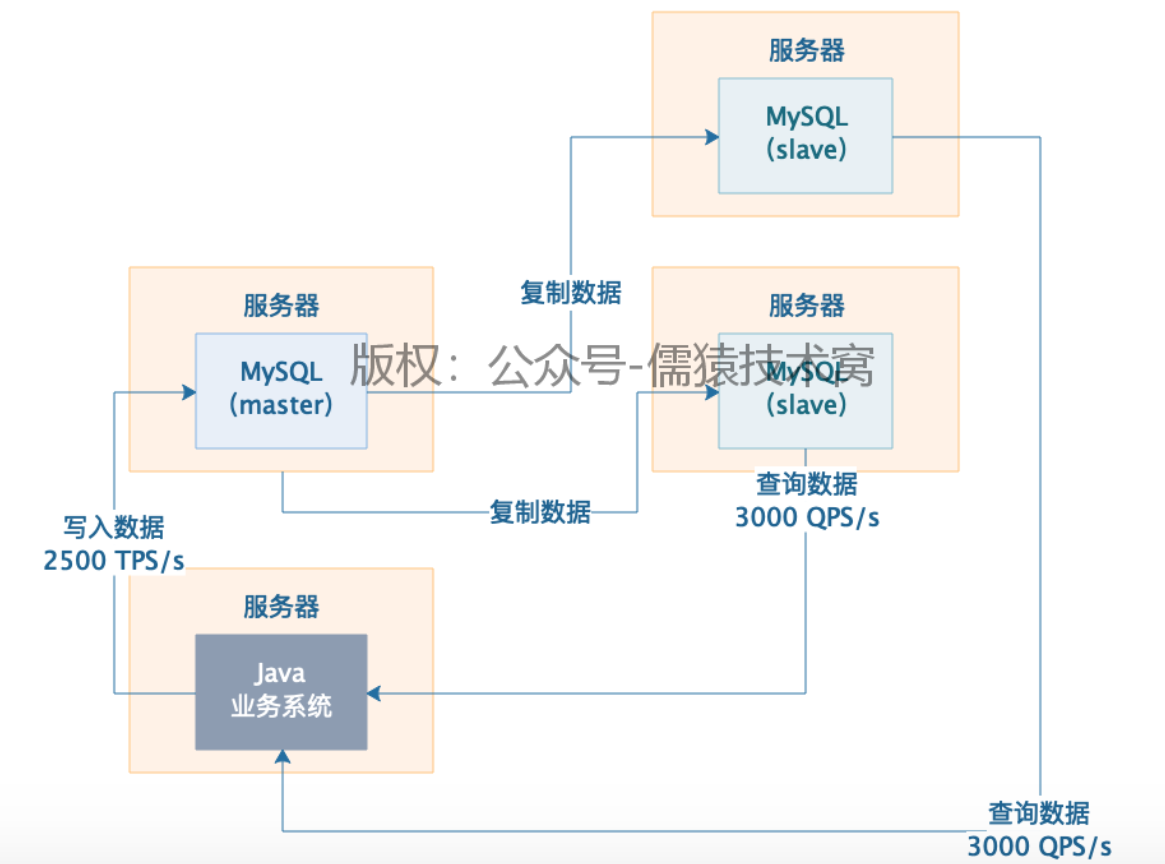 服务器
MySQL
(slave)
复制数据
服务器
MySQL
(master)
服务器
MySQL
(slave)
版权：公众号-儒猿技术窝
查询数据
3000 QPS/s
复制数据
写入数据
2500 TPS/s
服务器
Java
业务系统
查询数据
3000 QPS/s